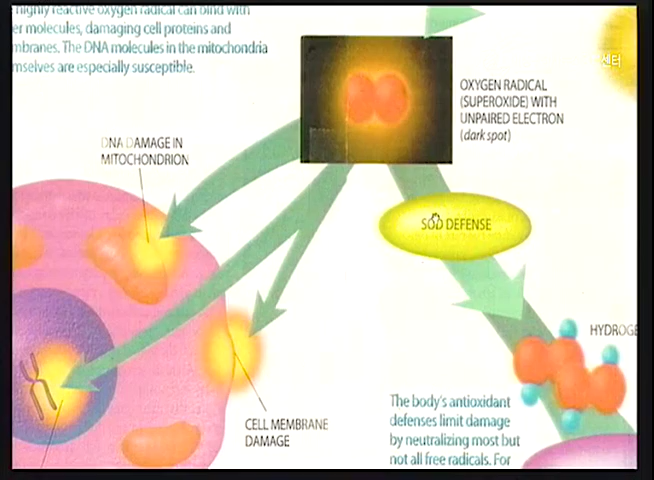 highly reactive oxygen radical can bind with
er molecules, damaging cell proteins and
mbranes. The DNA molecules in the mitochondria
mselves are especially susceptible.
센터
OXYGEN RADICAL
(SUPEROXIDE) WITH
UNPAIRED ELECTRON
(dark spot)
DNA DAMAGE IN
MITOCHONDRION
SOD DEFENSE
HYDROGE
CELL MEMBRANE
DAMAGE
The body's antioxidant
defenses limit damage
by neutralizing most but
not all free radicals. For